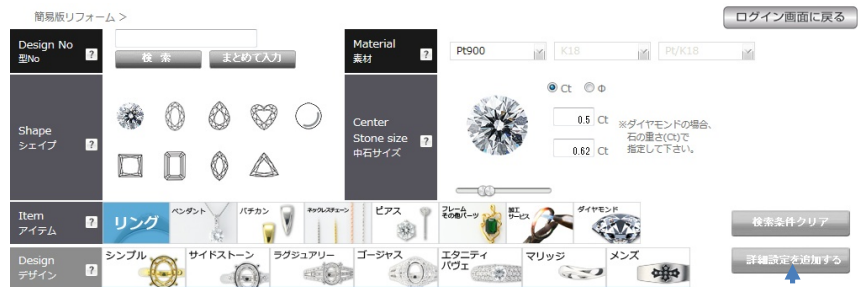 簡易版リフォーム >
ログイン画面に戻る
Design No
型No
?
検 索
まとめて入力
Material
素材
?
Pt900
K18
Pt/K18
Shape
シェイプ
?
Center
Stone size
中石サイズ
?
Ct
Φ
0.5 Ct
0.62 Ct
※ダイヤモンドの場合、
石の重さ(Ct)で
指定して下さい。
Item
アイテム
?
リング
ペンダント
バチカン
ネックレスチェーン
ピアス
フレーム
その他パーツ
加工
サービス
ダイヤモンド
検索条件クリア
Design
デザイン
?
シンプル
サイドストーン
ラグジュアリー
ゴージャス
エタニティ
パヴェ
マリッジ
メンズ
詳細設定を追加する